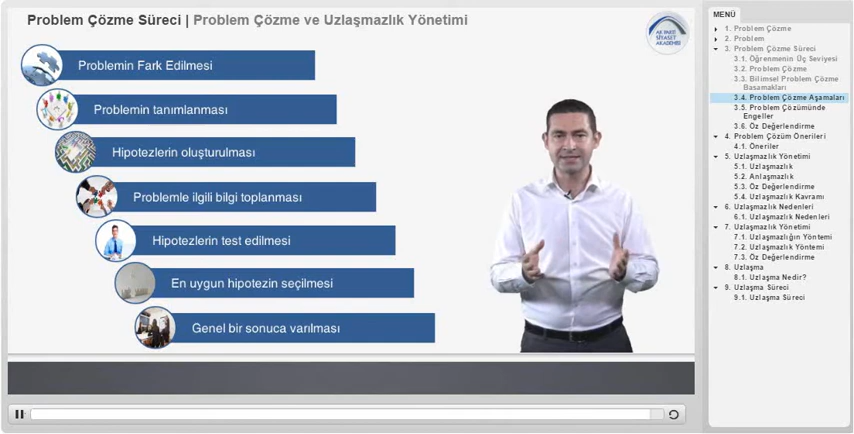 Problem Çözme Süreci | Problem Çözme ve Uzlaşmazlık Yönetimi
AK PARTİ
SİYASET
AKADEMİSİ
Problemin Fark Edilmesi
Problemin tanımlanması
Hipotezlerin oluşturulması
Problemle ilgili bilgi toplanması
Hipotezlerin test edilmesi
En uygun hipotezin seçilmesi
Genel bir sonuca varılması
MENÜ
1. Problem Çözme
2. Problem
3. Problem Çözme Süreci
3.1. Öğrenmenin Üç Seviyesi
3.2. Problem Çözme
3.3. Bilimsel Problem Çözme
Basamakları
3.4. Problem Çözme Aşamaları
3.5. Problem Çözümünde
Engeller
3.6. Öz Değerlendirme
4. Problem Çözüm Önerileri
4.1. Öneriler
5. Uzlaşmazlık Yönetimi
5.1. Uzlaşmazlık
5.2. Anlaşmazlık
5.3. Öz Değerlendirme
5.4. Uzlaşmazlık Kavramı
6. Uzlaşmazlık Nedenleri
6.1. Uzlaşmazlık Nedenleri
7. Uzlaşmazlık Yönetimi
7.1. Uzlaşmazlığın Yöntemi
7.2. Uzlaşmazlık Yöntemi
7.3. Öz Değerlendirme
8. Uzlaşma
8.1. Uzlaşma Nedir?
9. Uzlaşma Süreci
9.1. Uzlaşma Süreci